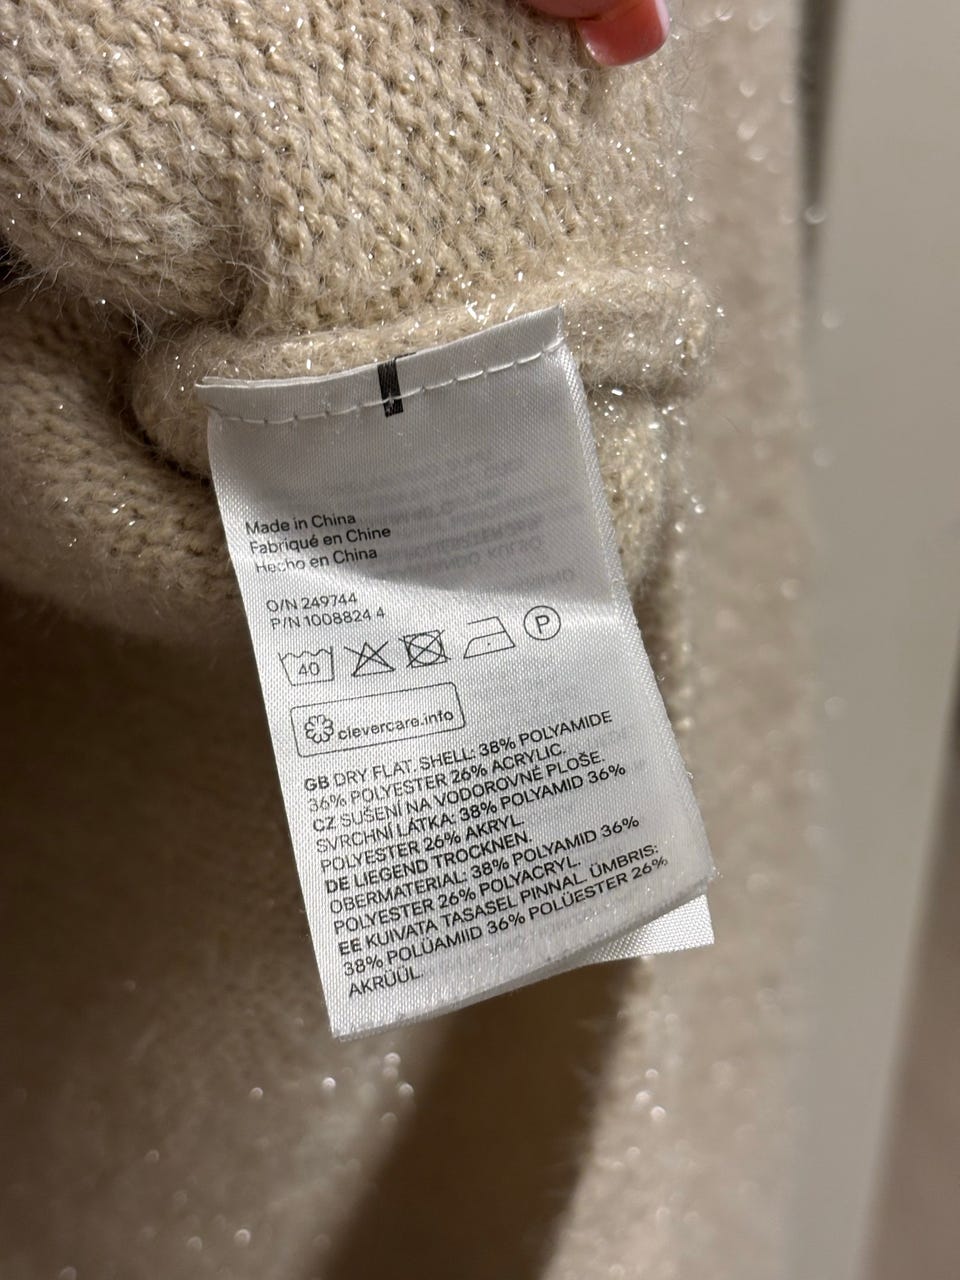 Made in China
Fabriqué en Chine
Hecho en China
O/N 249744
P/N 1008824 4
40
P
clevercare.info
GB DRY FLAT. SHELL: 38% POLYAMIDE
36% POLYESTER 26% ACRYLIC.
CZ SUŠENÍ NA VODOROVNÉ PLOŠE.
SVRCHNÍ LÁTKA: 38% POLYAMID 36%
POLYESTER 26% AKRYL.
DE LIEGEND TROCKNEN.
OBERMATERIAL: 38% POLYAMID 36%
POLYESTER 26% POLYACRYL.
EE KUIVATA TASASEL PINNAL. ÜMBRIS:
38% POLÜAMIID 36% POLÜESTER 26%
AKRÜÜL.